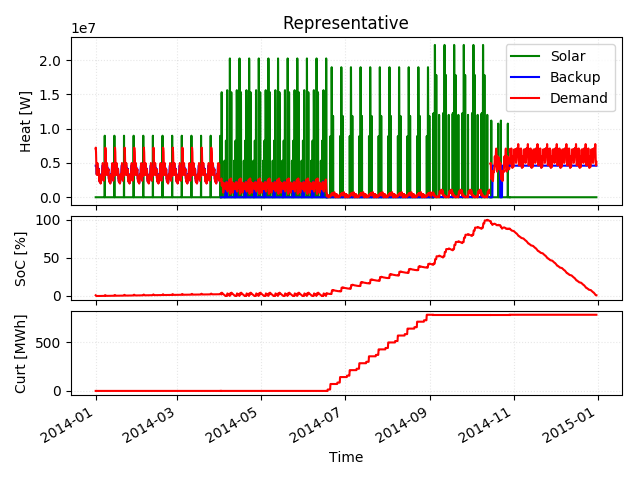 Representative
1e7
2.0
1.5
1.0
0.5
0.0
Heat [W]
Solar
Backup
Demand
100
50
0
SoC [%]
500
0
Curt [MWh]
2014-01
2014-03
2014-05
2014-07
2014-09
2014-11
2015-01
Time